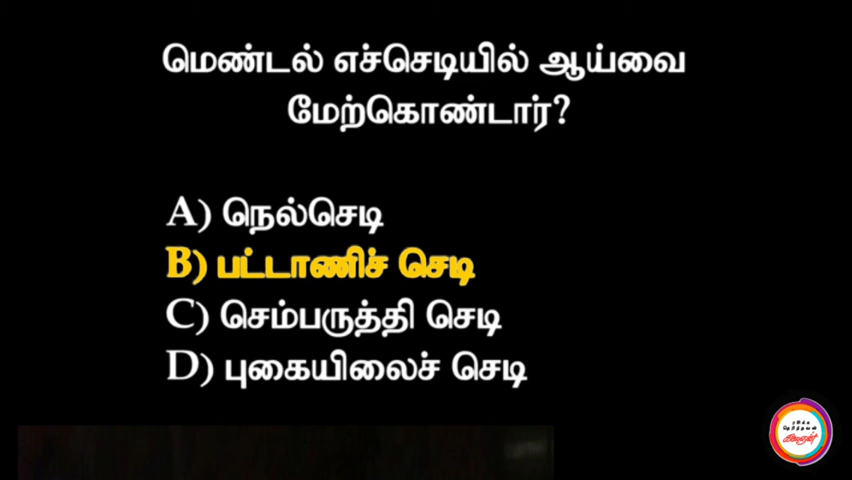 மெண்டல் எச்செடியில் ஆய்வை
மேற்கொண்டார்?
A) நெல்செடி
B) பட்டாணிச் செடி
C) செம்பருத்தி செடி
D) புகையிலைச் செடி